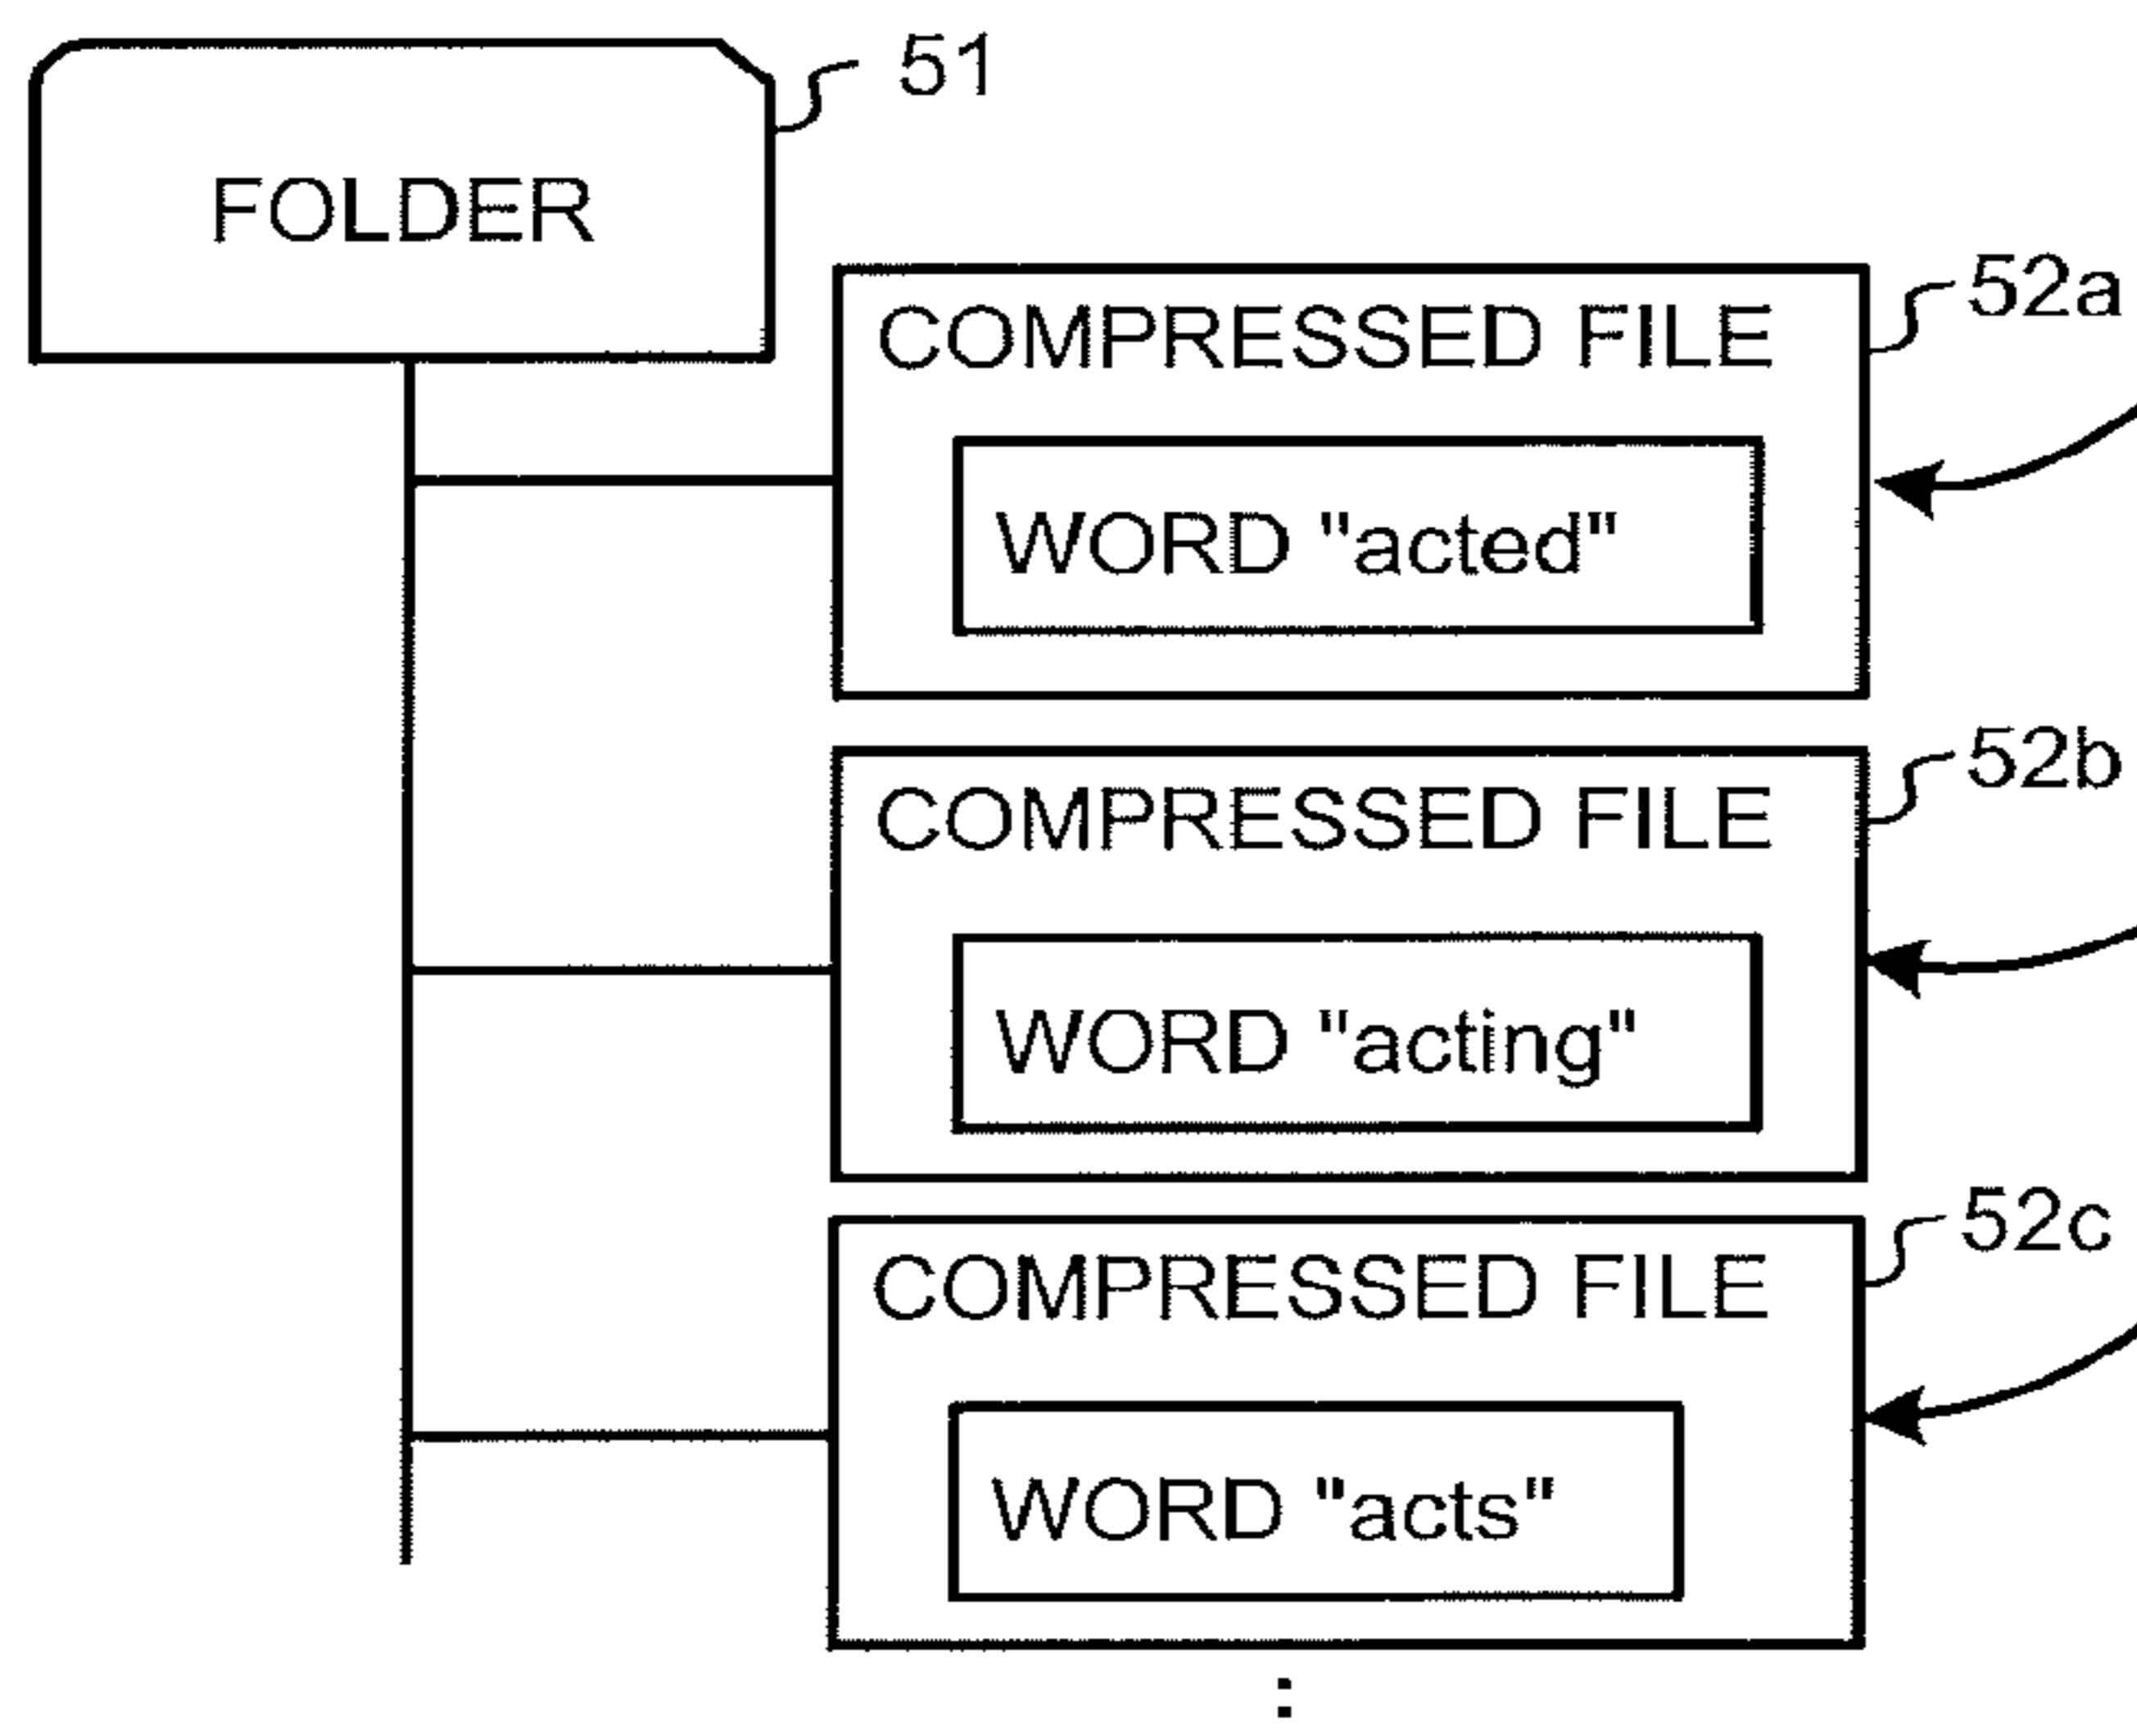 51
FOLDER
52a
COMPRESSED FILE
WORD "acted"
52b
COMPRESSED FILE
WORD "acting"
52c
COMPRESSED FILE
WORD "acts"
: